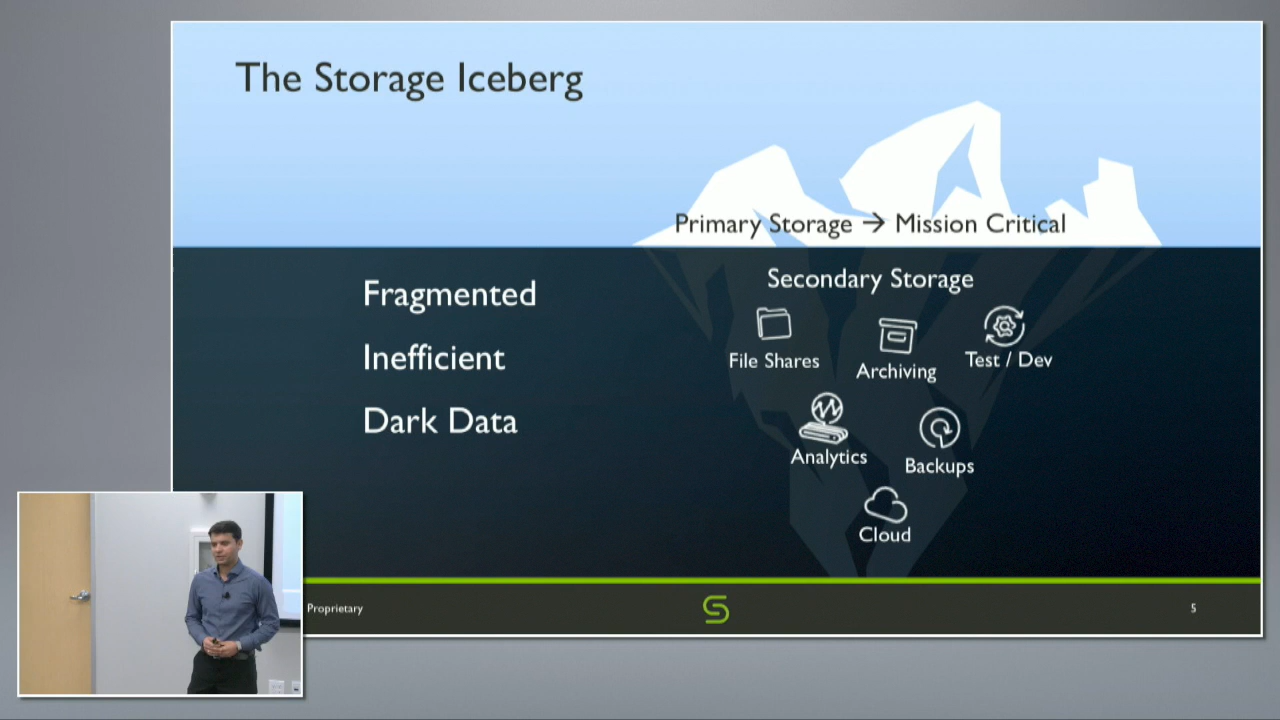 The Storage Iceberg
Primary Storage → Mission Critical
Fragmented
Inefficient
Dark Data
Secondary Storage
File Shares
Archiving
Test / Dev
Analytics
Backups
Cloud
Proprietary
5